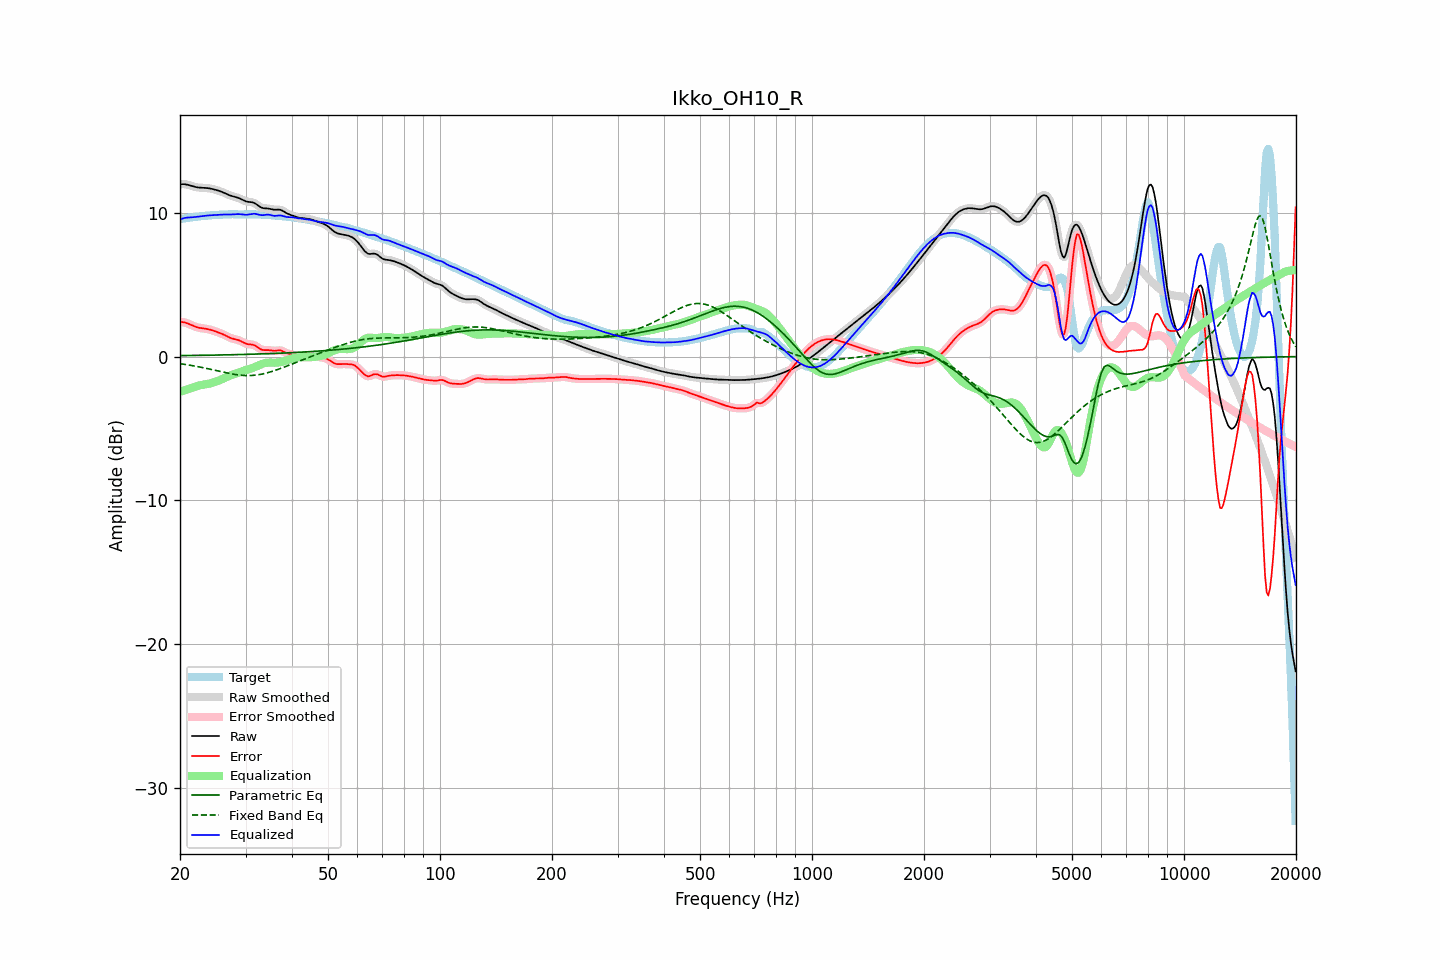 Ikko_OH10_R
Amplitude (dBr)
10
0
−10
−20
−30
Target
Raw Smoothed
Error Smoothed
Raw
Error
Equalization
Parametric Eq
Fixed Band Eq
Equalized
20 50 100 200 500 1000 2000 5000 10000 20000
Frequency (Hz)